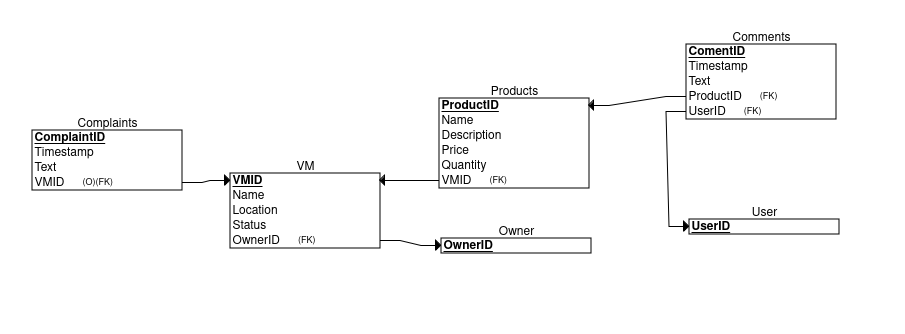 Complaints
ComplaintID
Timestamp
Text
VMID (O)(FK)
VM
VMID
Name
Location
Status
OwnerID (FK)
Products
ProductID
Name
Description
Price
Quantity
VMID (FK)
Owner
OwnerID
Comments
ComentID
Timestamp
Text
ProductID (FK)
UserID (FK)
User
UserID